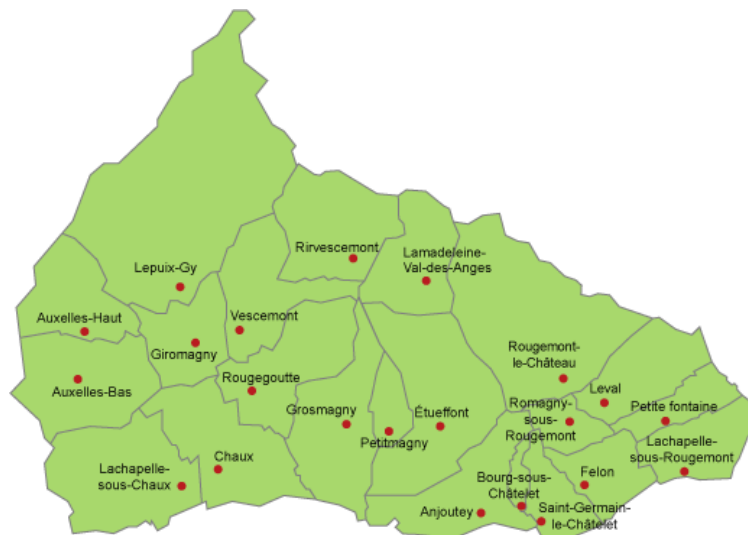 Rirvescemont
Lamadeleine-
Val-des-Anges
Lepuix-Gy
Auxelles-Haut
Vescemont
Giromagny
Rougemont-
le-Château
Auxelles-Bas
Rougegoutte
Leval
Romagny-
sous-
Rougemont
Petite fontaine
Grosmagny
Étueffont
Petitmagny
Lachapelle-
sous-Rougemont
Lachapelle-
sous-Chaux
Chaux
Bourg-sous-
Châtelet
Felon
Anjoutey
Saint-Germain-
le-Châtelet